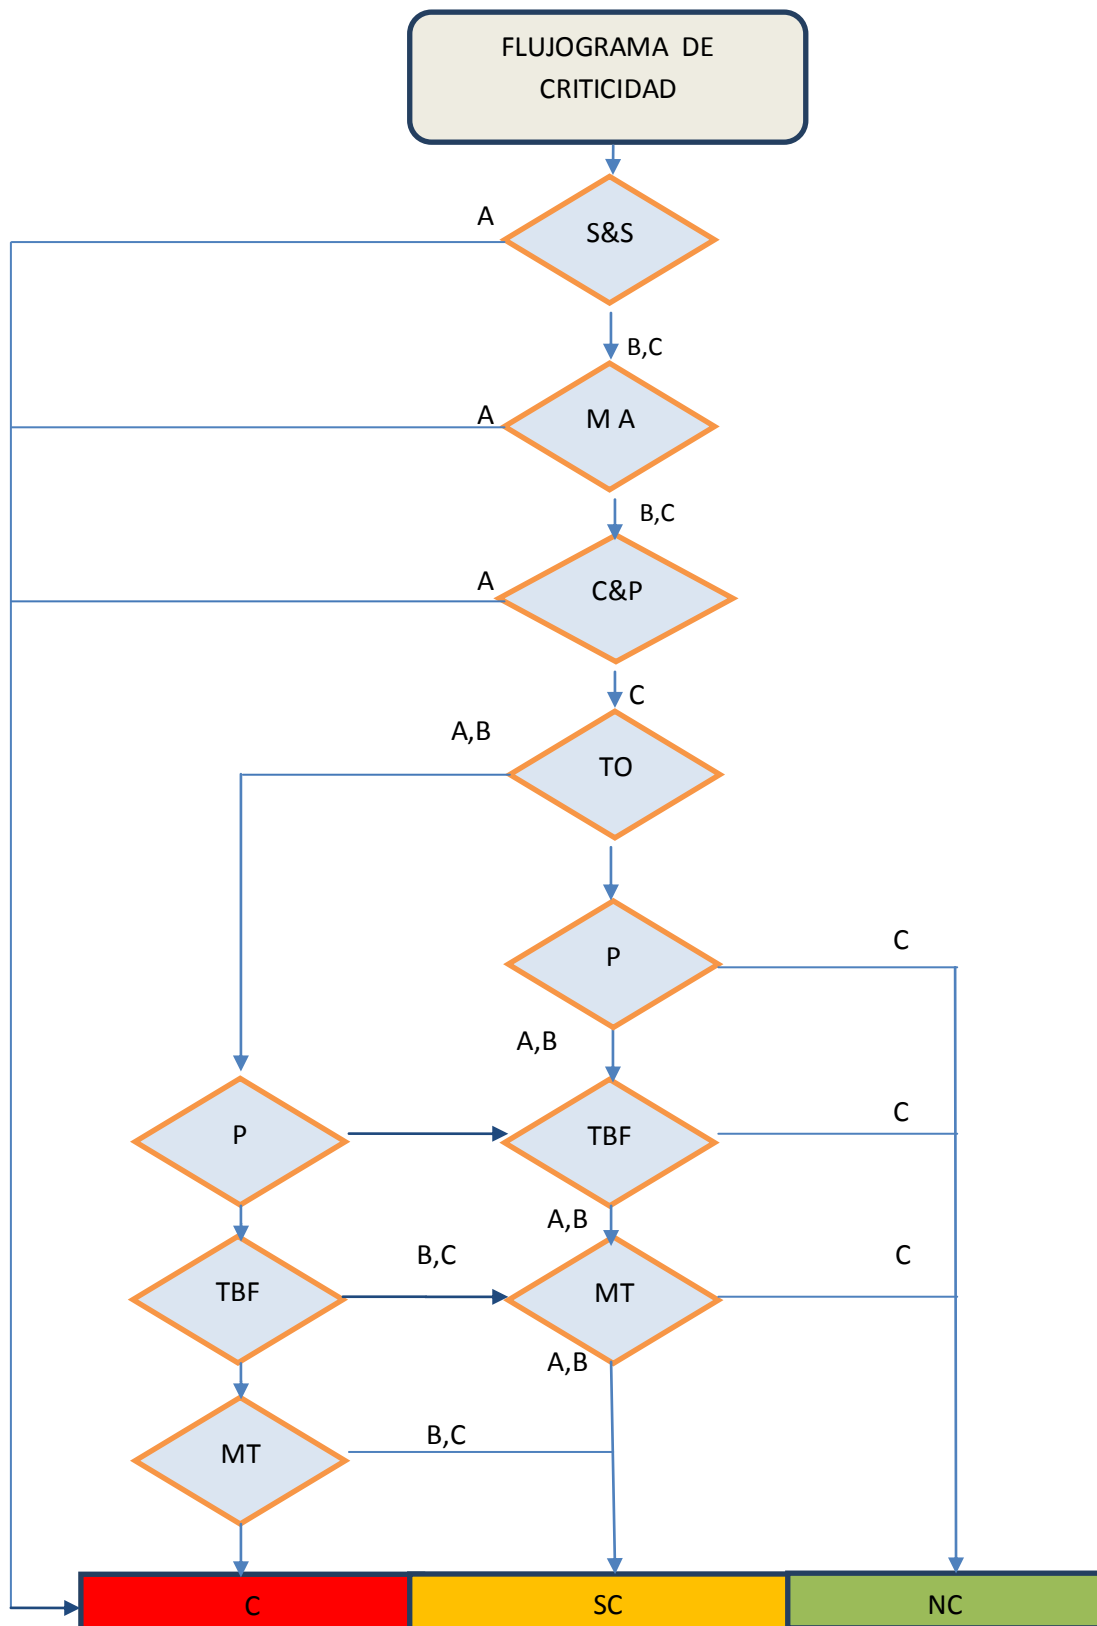 FLUJOGRAMA DE
CRITICIDAD
A
S&S
B,C
A
M A
B,C
A
C&P
C
A,B
TO
P
C
A,B
P
TBF
C
A,B
TBF
B,C
MT
C
A,B
MT
B,C
C
SC
NC